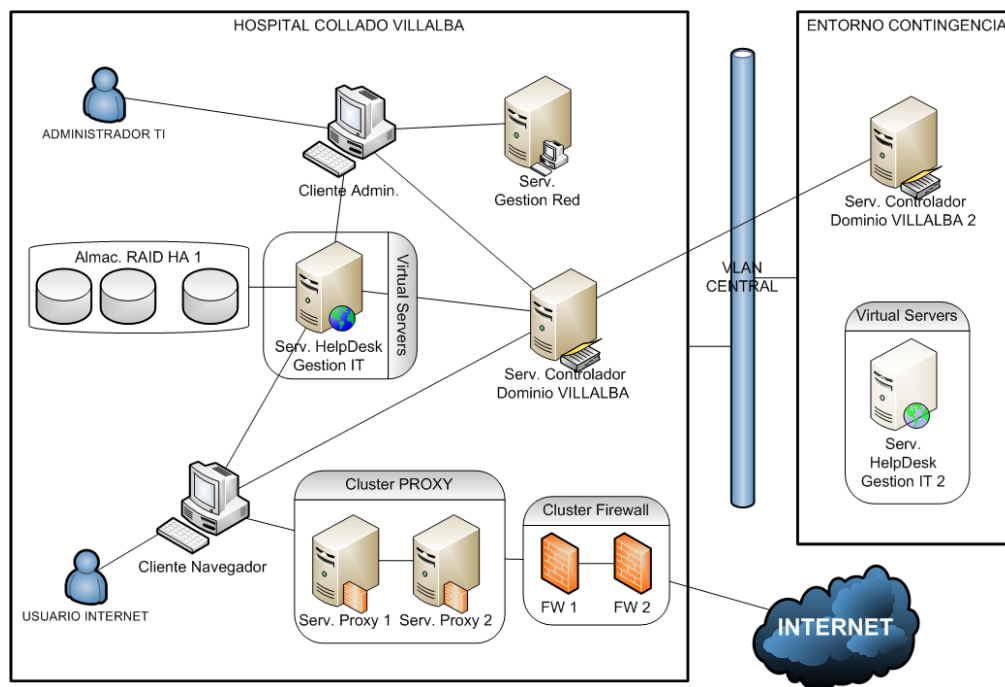 HOSPITAL COLLADO VILLALBA
ENTORNO CONTINGENCIA
ADMINISTRADOR TI
Cliente Admin.
Serv.
Gestion Red
Serv. Controlador
Dominio VILLALBA 2
Almac. RAID HA 1
Virtual Servers
Serv. HelpDesk
Gestion IT
Serv. Controlador
Dominio VILLALBA
VLAN
CENTRAL
Virtual Servers
Serv.
HelpDesk
Gestion IT 2
Cliente Navegador
USUARIO INTERNET
Cluster PROXY
Serv. Proxy 1
Serv. Proxy 2
Cluster Firewall
FW 1
FW 2
INTERNET